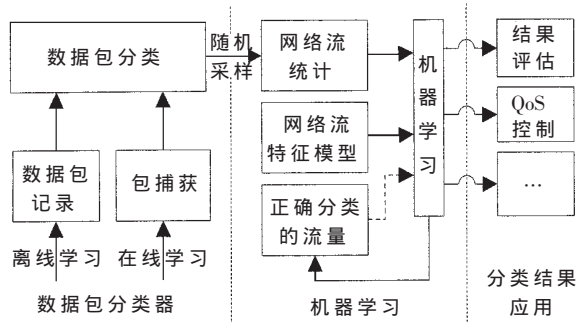 数据包分类
随机
采样
网络流
统计
网络流
特征模型
正确分类
的流量
机器学习
结果
评估
QoS
控制
…
数据包
记录
包捕获
离线学习
在线学习
数据包分类器
机器学习
分类结果
应用